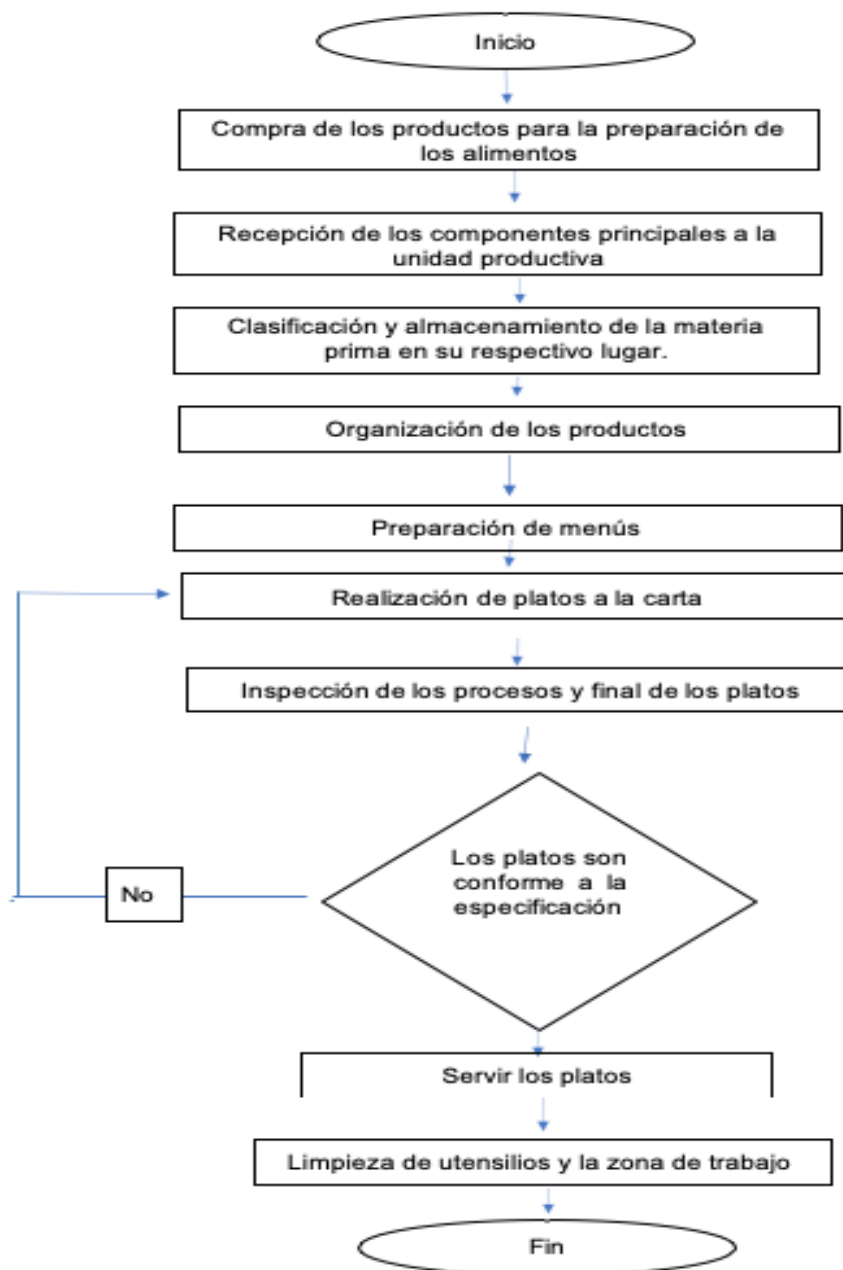 Inicio
Compra de los productos para la preparación de
los alimentos
Recepción de los componentes principales a la
unidad productiva
Clasificación y almacenamiento de la materia
prima en su respectivo lugar.
Organización de los productos
Preparación de menús
Realización de platos a la carta
Inspección de los procesos y final de los platos
Los platos son
conforme a la
especificación
No
Servir los platos
Limpieza de utensilios y la zona de trabajo
Fin